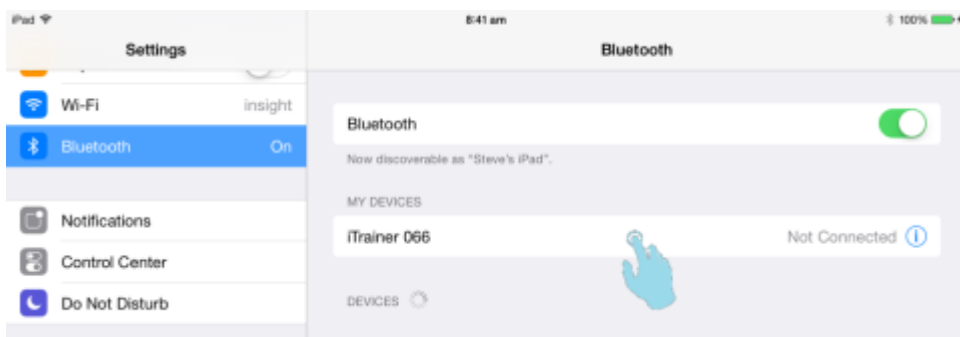 iPad 8:41 am 100%
Settings
Bluetooth
Wi-Fi insight
Bluetooth On
Notifications
Control Center
Do Not Disturb
Bluetooth
Now discoverable as "Steve's iPad".
MY DEVICES
iTrainer 066 Not Connected
DEVICES